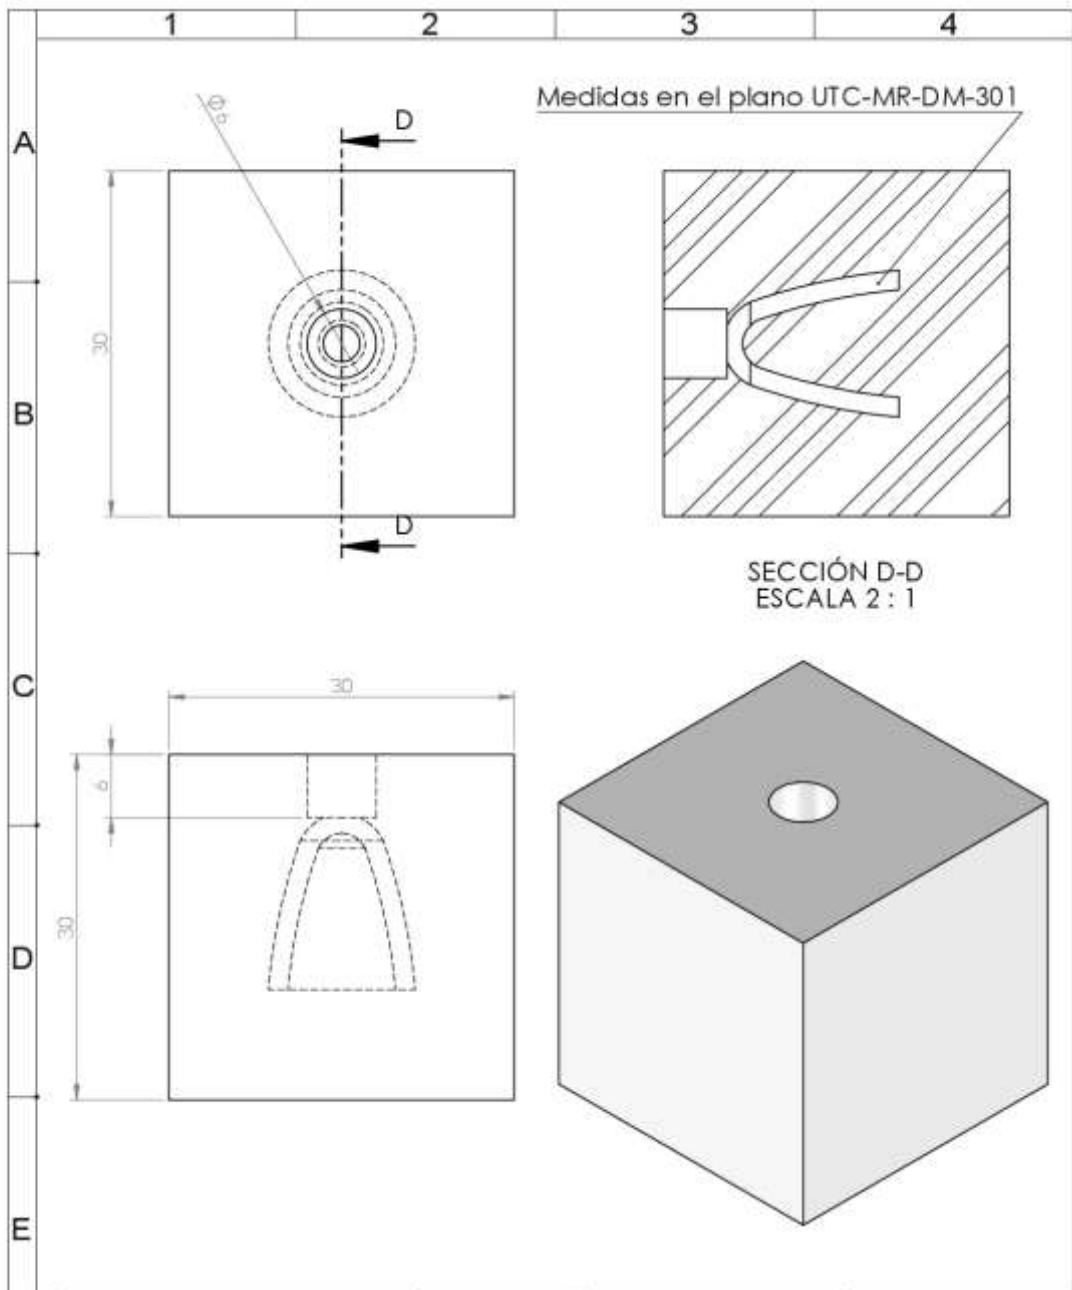 1 2 3 4
A
B
C
D
E
Ø6
D
30
D
Medidas en el plano UTC-MR-DM-301
SECCIÓN D-D
ESCALA 2 : 1
30
6
30